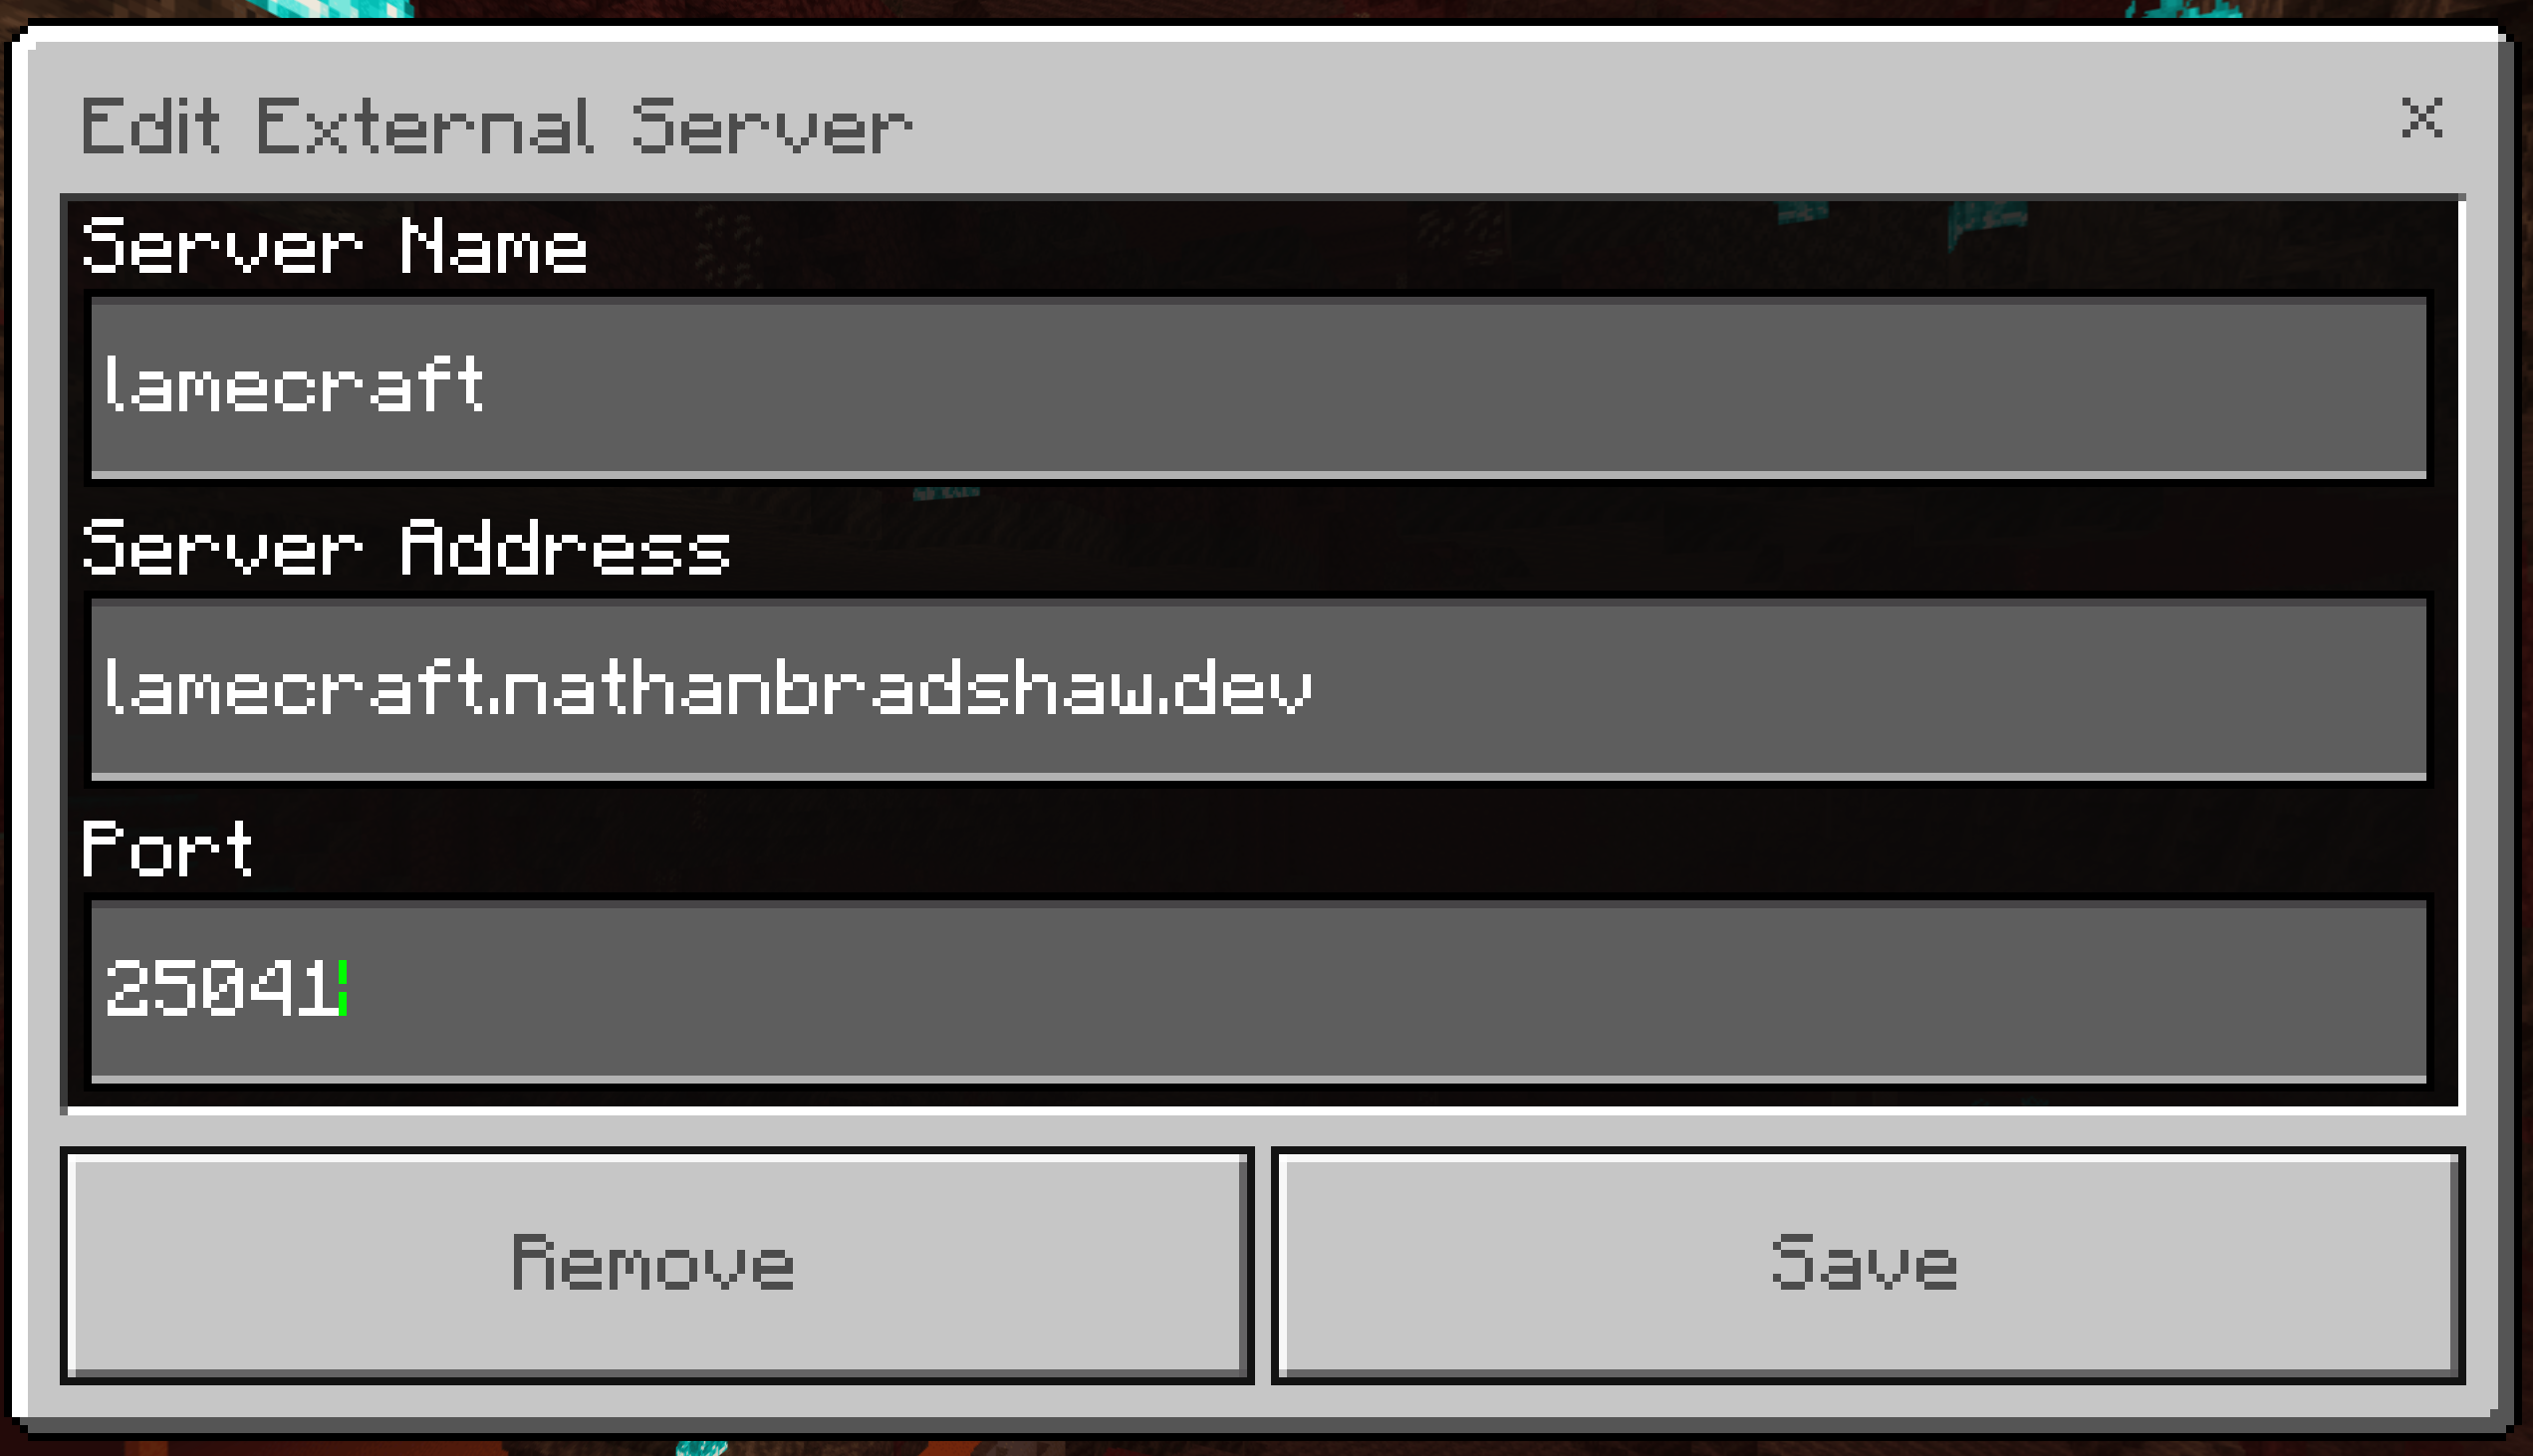 Edit External Server
Server Name
lamecraft
Server Address
lamecraft.nathanbradshaw.dev
Port
25041
Remove
Save